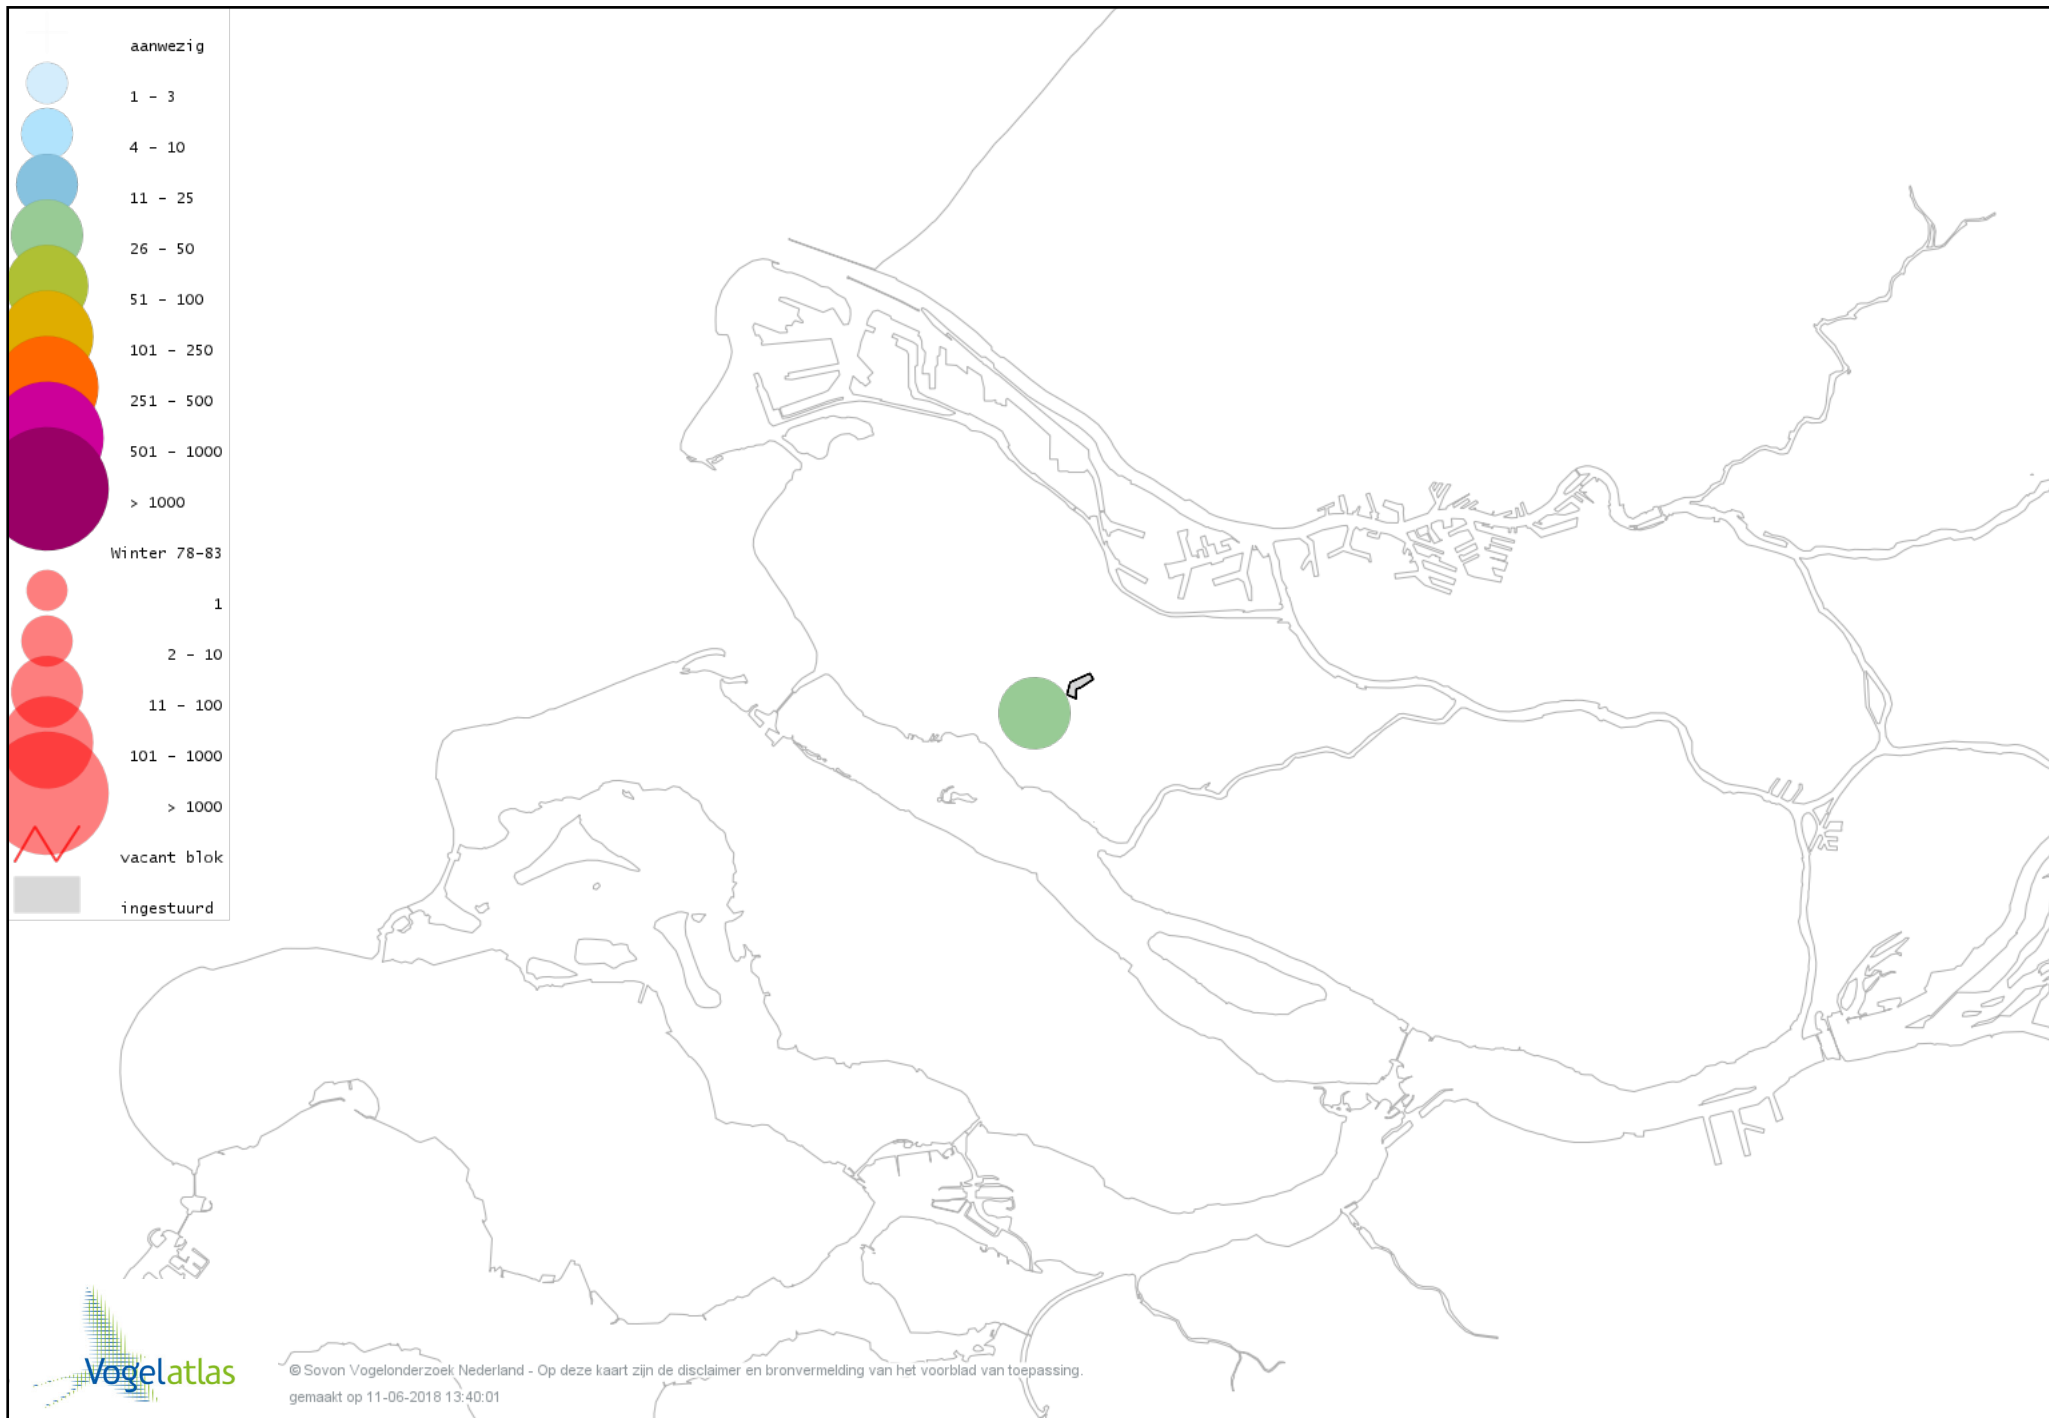 aanwezig
1 - 3
4 - 10
11 - 25
26 - 50
51 - 100
101 - 250
251 - 500
501 - 1000
> 1000
Winter 78-83
1
2 - 10
11 - 100
101 - 1000
> 1000
vacant blok
ingestuurd
Vogelatlas
© Sovon Vogelonderzoek Nederland - Op deze kaart zijn de disclaimer en bronvermelding van het voorblad van toepassing.
gemaakt op 11-06-2018 13:40:01